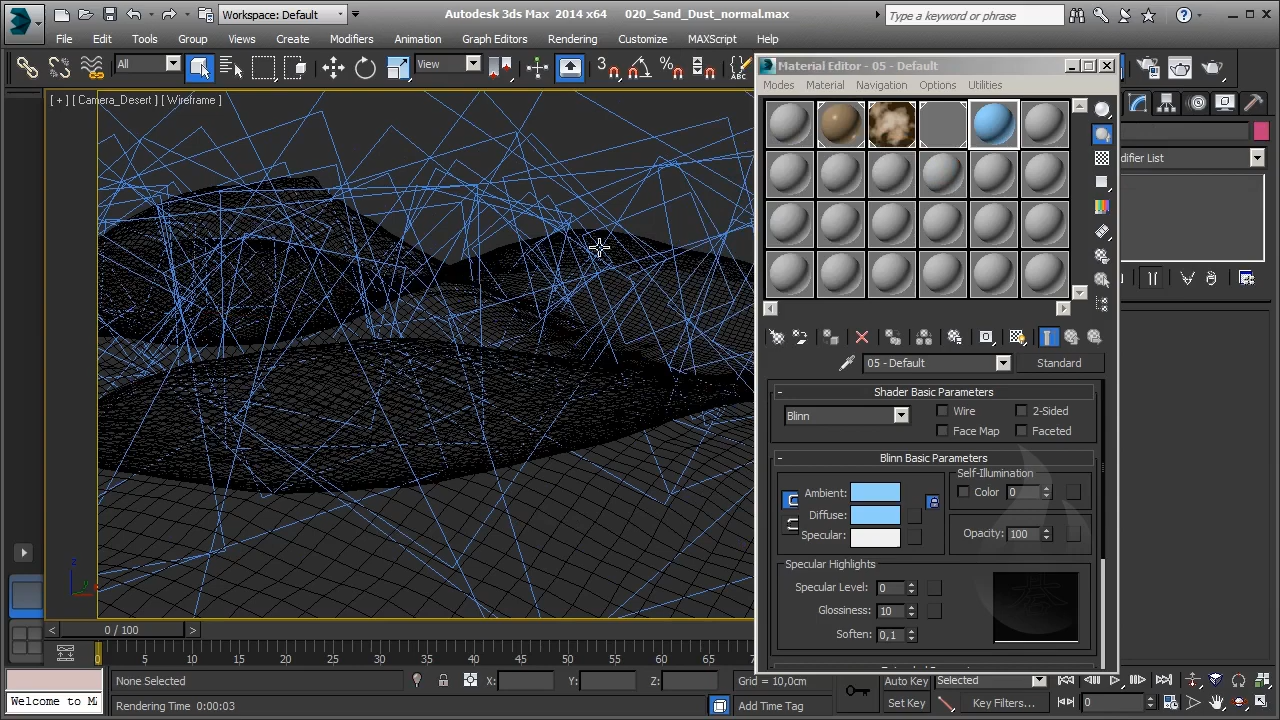 Workspace: Default
Autodesk 3ds Max 2014 x64 020_Sand_Dust_normal.max
Type a keyword or phrase
File Edit Tools Group Views Create Modifiers Animation Graph Editors Rendering Customize MAXScript Help
All
View
3
ABC
[ + ] [ Camera_Desert ] [ Wireframe ]
Material Editor - 05 - Default
Modes Material Navigation Options Utilities
difier List
05 - Default
Standard
- Shader Basic Parameters
Blinn
Wire
2-Sided
Face Map
Faceted
- Blinn Basic Parameters
Self-Illumination
Ambient:
Color 0
Diffuse:
Specular:
Opacity: 100
Specular Highlights
Specular Level: 0
Glossiness: 10
Soften: 0,1
z
y
< 0 / 100 >
0 5 10 15 20 25 30 35 40 45 50 55 60 65
None Selected
X: Y: Z:
Grid = 10,0cm
Auto Key
Selected
Welcome to M
Rendering Time 0:00:03
Add Time Tag
Set Key
Key Filters...
0